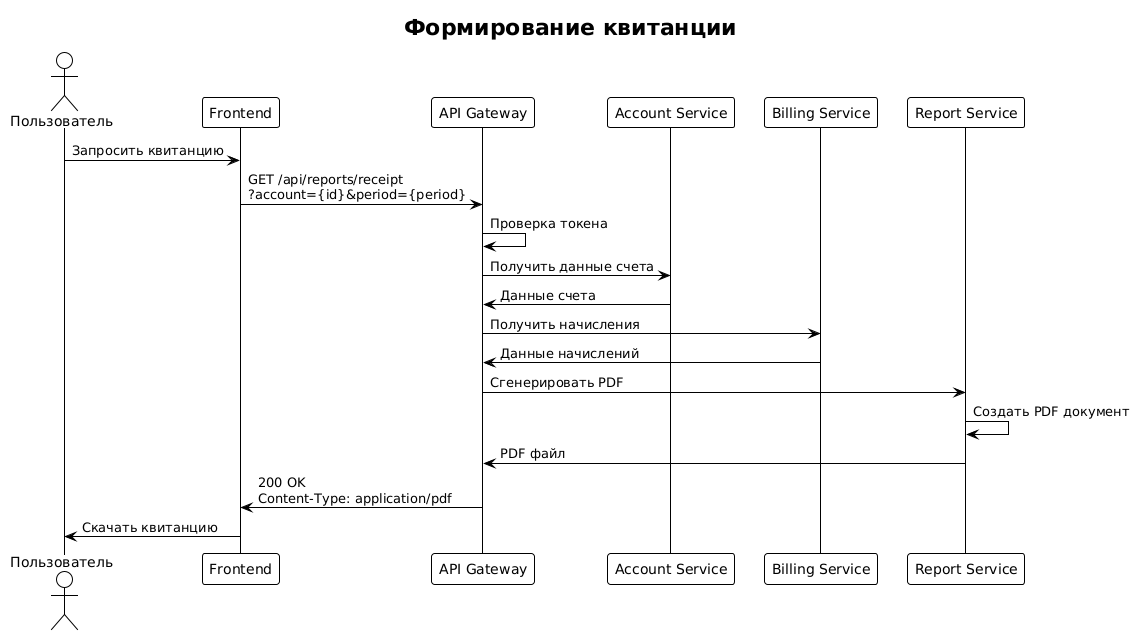 Формирование квитанции
Пользователь
Frontend
API Gateway
Account Service
Billing Service
Report Service
Запросить квитанцию
GET /api/reports/receipt
?account={id}&period={period}
Проверка токена
Получить данные счета
Данные счета
Получить начисления
Данные начислений
Сгенерировать PDF
Создать PDF документ
PDF файл
200 OK
Content-Type: application/pdf
Скачать квитанцию
Пользователь
Frontend
API Gateway
Account Service
Billing Service
Report Service